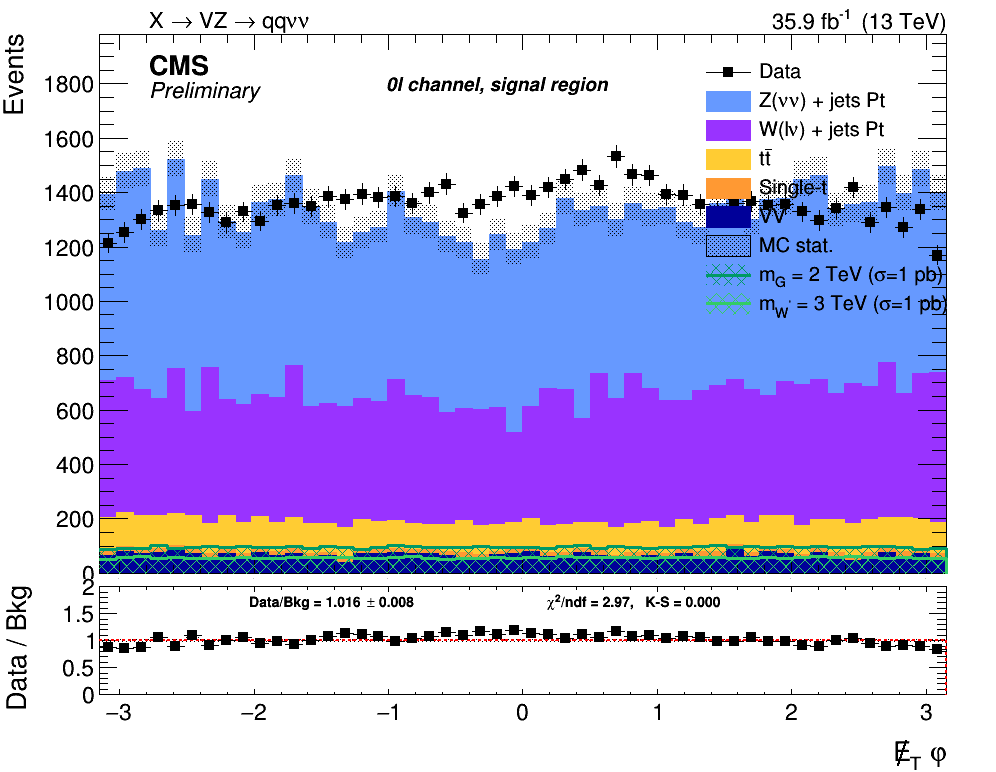 X → VZ → qqνν
35.9 fb⁻¹ (13 TeV)
Events
CMS
Preliminary
0l channel, signal region
Data
Z(νν) + jets Pt
W(lν) + jets Pt
tt̄
Single-t
VV
MC stat.
m_G = 2 TeV (σ=1 pb)
m_W' = 3 TeV (σ=1 pb)
1800
1600
1400
1200
1000
800
600
400
200
0
Data / Bkg
Data/Bkg = 1.016 ± 0.008
χ²/ndf = 2.97, K-S = 0.000
2
1.5
1
0.5
0
−3 −2 −1 0 1 2 3
E̸_T φ